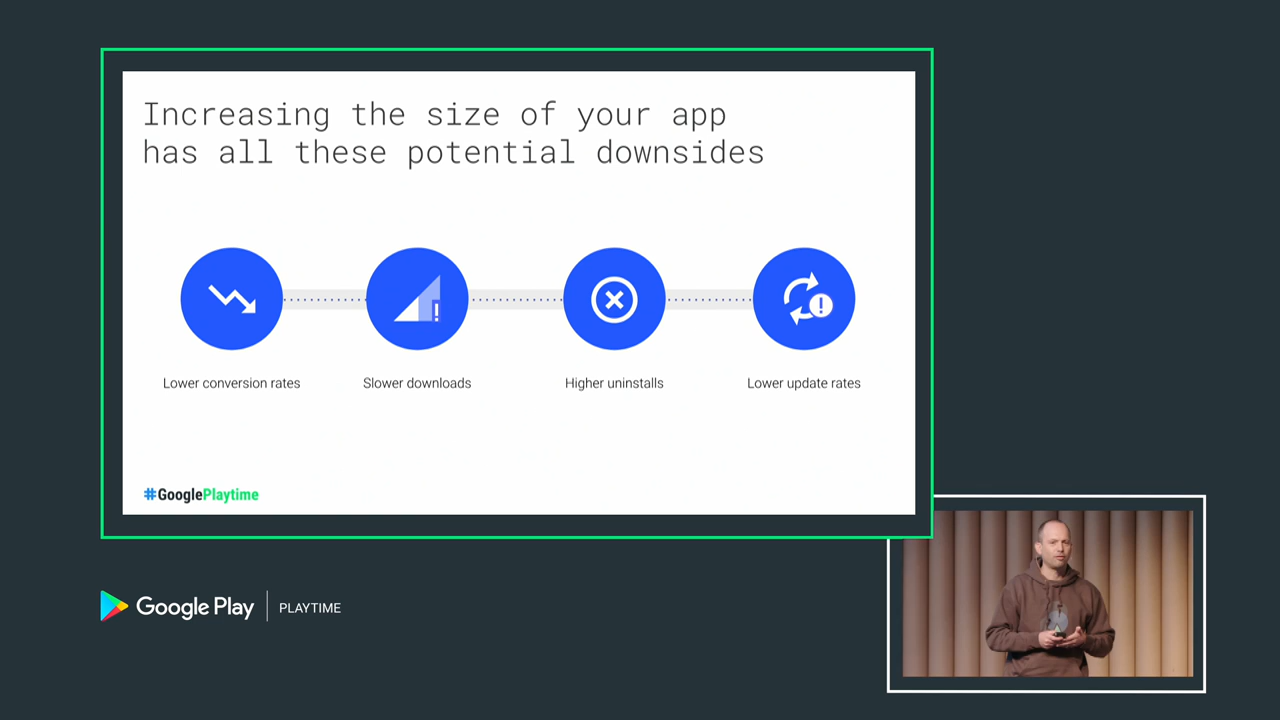 Increasing the size of your app
has all these potential downsides
Lower conversion rates
Slower downloads
Higher uninstalls
Lower update rates
#GooglePlaytime
Google Play
PLAYTIME